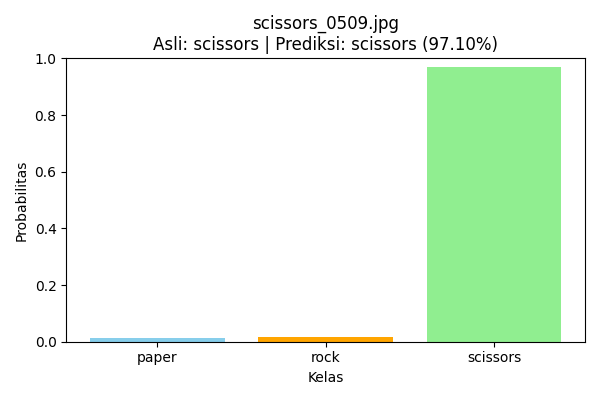 scissors_0509.jpg
Asli: scissors | Prediksi: scissors (97.10%)
Probabilitas
1.0
0.8
0.6
0.4
0.2
0.0
paper rock scissors
Kelas